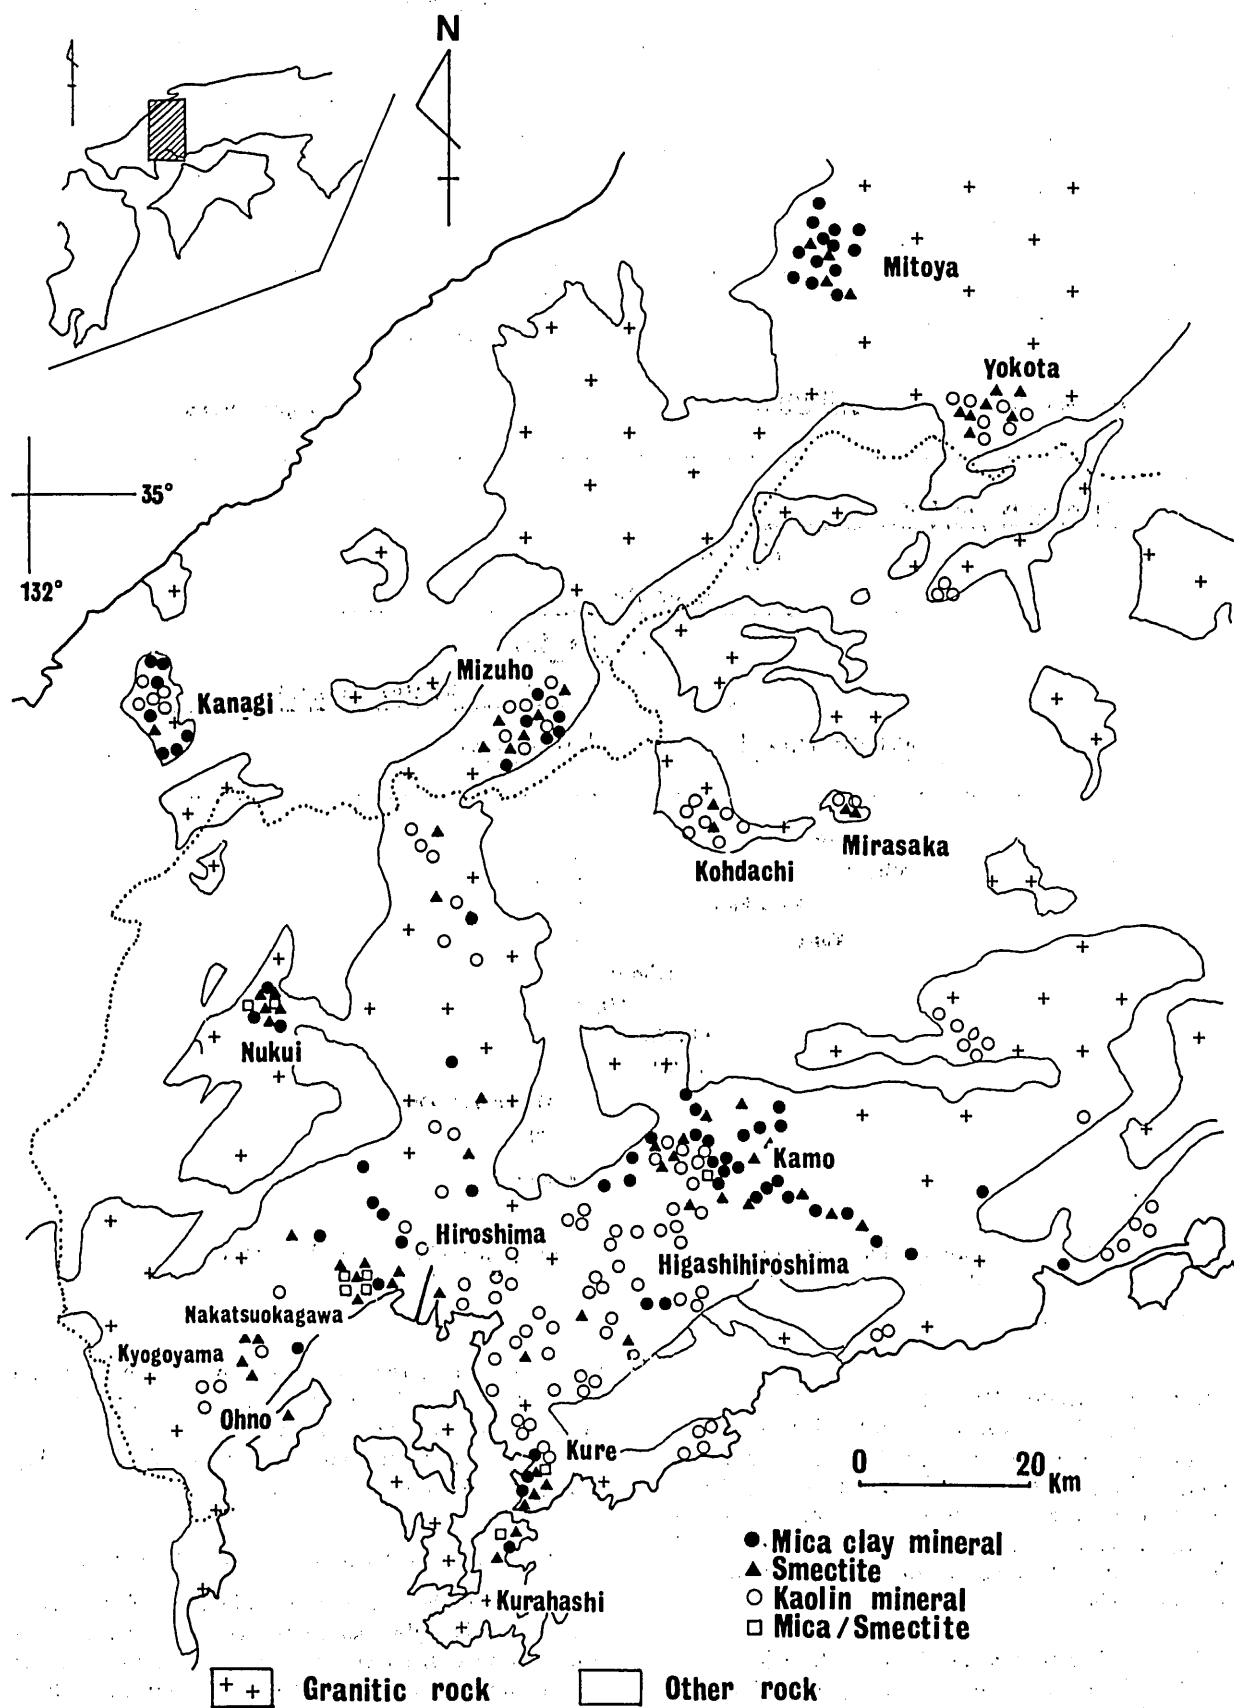 N
Mitoya
Yokota
35°
132°
Mizuho
Kanagi
Mirasaka
Kohdachi
Nukui
Kamo
Hiroshima
Higashihiroshima
Nakatsuokagawa
Kyogoyama
Ohno
Kure
0 20 Km
Mica clay mineral
Smectite
Kaolin mineral
Mica/Smectite
Kurahashi
Granitic rock Other rock